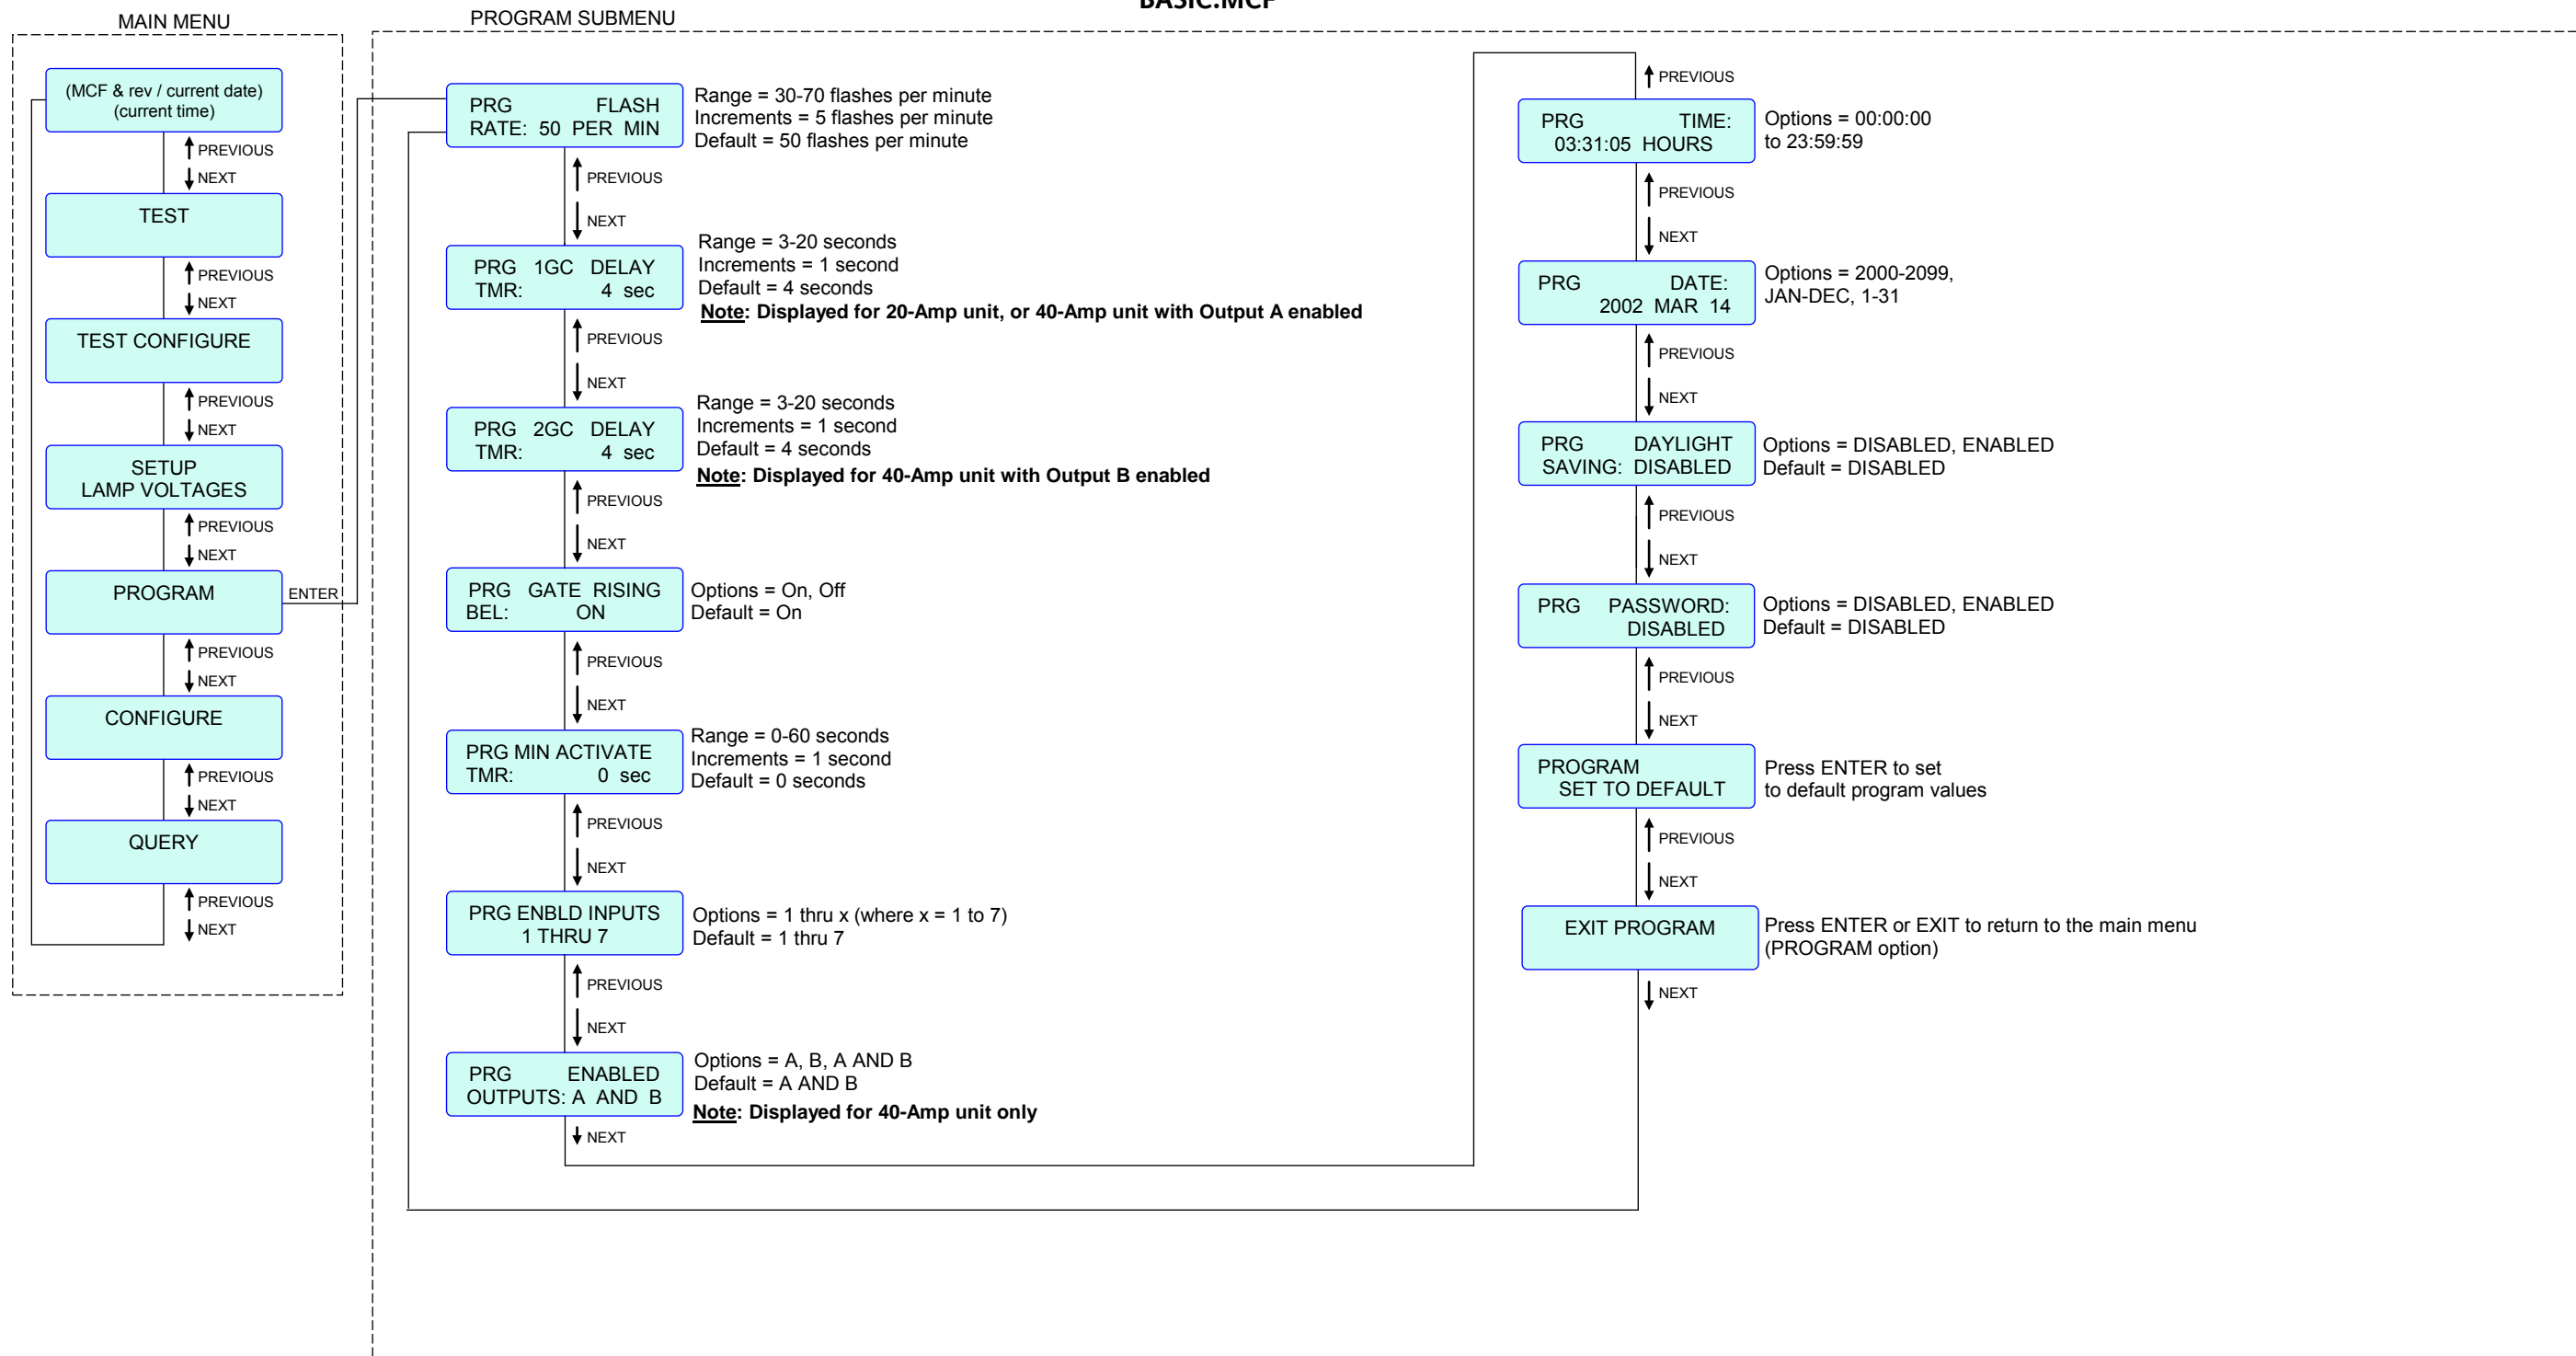 BASIC.MCF
MAIN MENU
(MCF & rev / current date)
(current time)
PREVIOUS
NEXT
TEST
PREVIOUS
NEXT
TEST CONFIGURE
PREVIOUS
NEXT
SETUP
LAMP VOLTAGES
PREVIOUS
NEXT
PROGRAM
ENTER
PREVIOUS
NEXT
CONFIGURE
PREVIOUS
NEXT
QUERY
PREVIOUS
NEXT
PROGRAM SUBMENU
PRG FLASH
RATE: 50 PER MIN
Range = 30-70 flashes per minute
Increments = 5 flashes per minute
Default = 50 flashes per minute
PREVIOUS
NEXT
PRG 1GC DELAY
TMR: 4 sec
Range = 3-20 seconds
Increments = 1 second
Default = 4 seconds
Note: Displayed for 20-Amp unit, or 40-Amp unit with Output A enabled
PREVIOUS
NEXT
PRG 2GC DELAY
TMR: 4 sec
Range = 3-20 seconds
Increments = 1 second
Default = 4 seconds
Note: Displayed for 40-Amp unit with Output B enabled
PREVIOUS
NEXT
PRG GATE RISING
BEL: ON
Options = On, Off
Default = On
PREVIOUS
NEXT
PRG MIN ACTIVATE
TMR: 0 sec
Range = 0-60 seconds
Increments = 1 second
Default = 0 seconds
PREVIOUS
NEXT
PRG ENBLD INPUTS
1 THRU 7
Options = 1 thru x (where x = 1 to 7)
Default = 1 thru 7
PREVIOUS
NEXT
PRG ENABLED
OUTPUTS: A AND B
Options = A, B, A AND B
Default = A AND B
Note: Displayed for 40-Amp unit only
NEXT
PREVIOUS
PRG TIME:
03:31:05 HOURS
Options = 00:00:00
to 23:59:59
PREVIOUS
NEXT
PRG DATE:
2002 MAR 14
Options = 2000-2099,
JAN-DEC, 1-31
PREVIOUS
NEXT
PRG DAYLIGHT
SAVING: DISABLED
Options = DISABLED, ENABLED
Default = DISABLED
PREVIOUS
NEXT
PRG PASSWORD:
DISABLED
Options = DISABLED, ENABLED
Default = DISABLED
PREVIOUS
NEXT
PROGRAM
SET TO DEFAULT
Press ENTER to set
to default program values
PREVIOUS
NEXT
EXIT PROGRAM
Press ENTER or EXIT to return to the main menu
(PROGRAM option)
NEXT